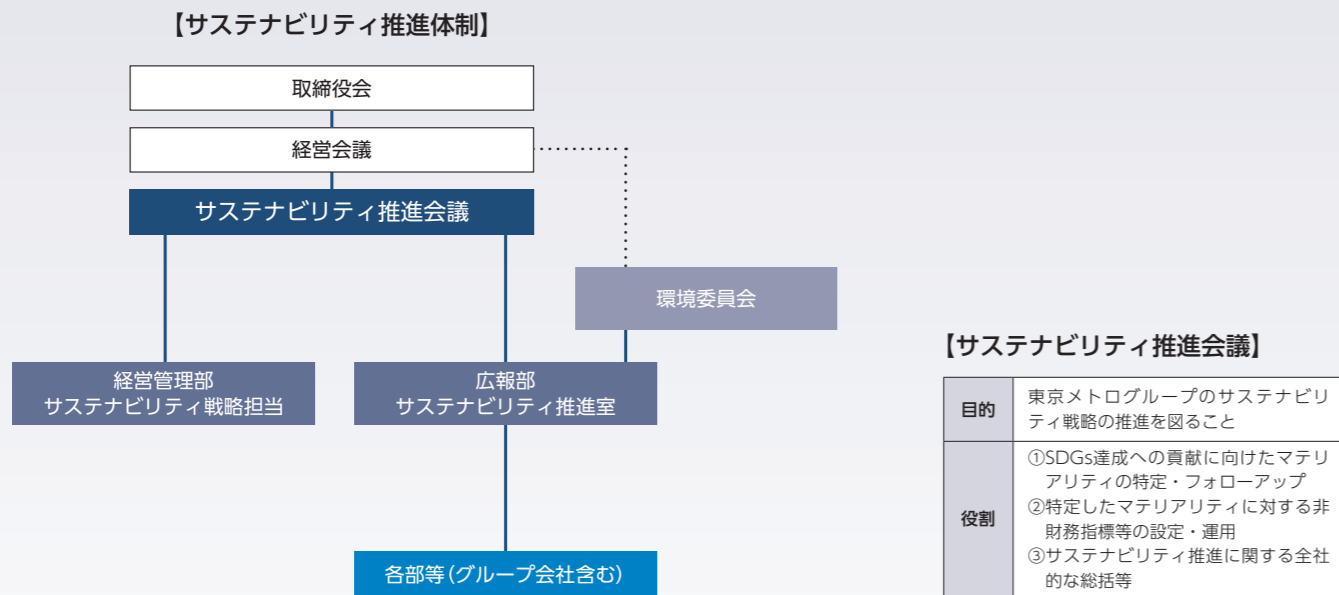 【サステナビリティ推進体制】
取締役会
経営会議
サステナビリティ推進会議
環境委員会
経営管理部
サステナビリティ戦略担当
広報部
サステナビリティ推進室
各部等(グループ会社含む)
【サステナビリティ推進会議】
目的
東京メトログループのサステナビリ
ティ戦略の推進を図ること
役割
①SDGs達成への貢献に向けたマテリ
アリティの特定・フォローアップ
②特定したマテリアリティに対する非
財務指標等の設定・運用
③サステナビリティ推進に関する全社
的な総括等